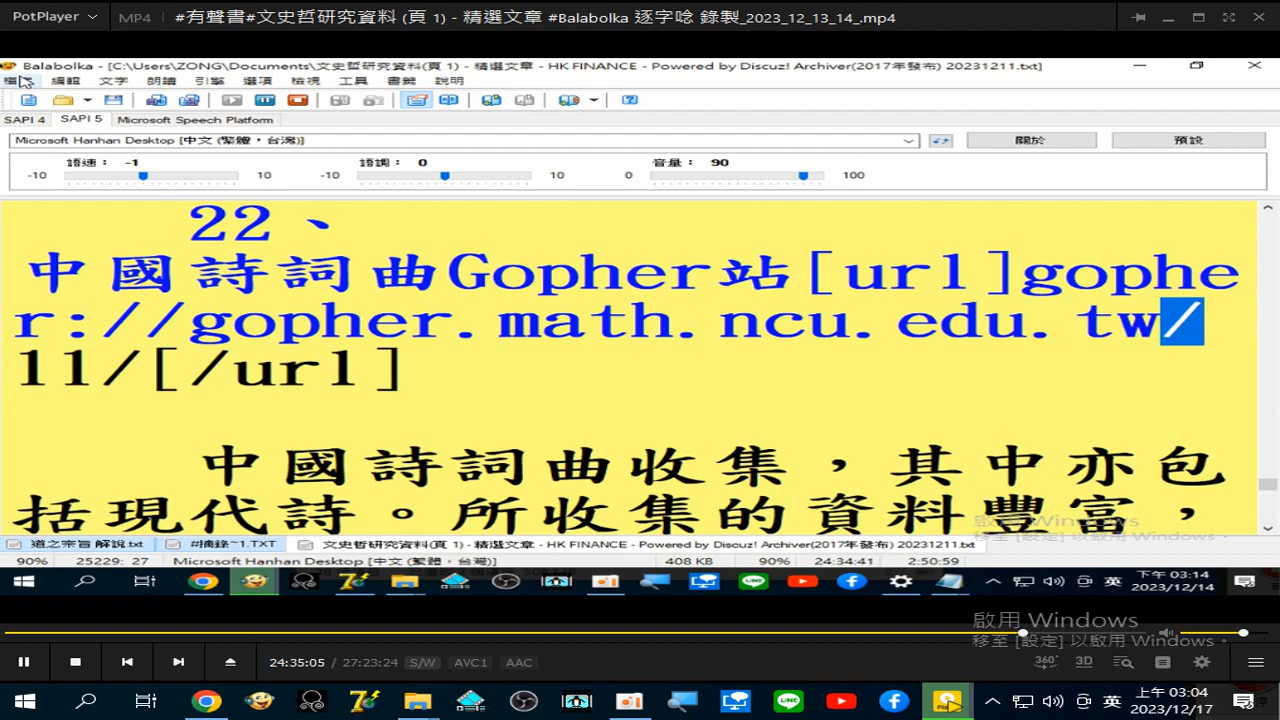 PotPlayer
MP4
#有聲書#文史哲研究資料 (頁 1) - 精選文章 #Balabolka 逐字唸 錄製_2023_12_13_14_.mp4
Balabolka - [C:\Users\ZONG\Documents\文史哲研究資料(頁 1) - 精選文章 - HK FINANCE - Powered by Discuz! Archiver(2017年發布) 20231211.txt]
檔案 編輯 文字 朗讀 引擎 選項 檢視 工具 書籤 說明
SAPI 4 SAPI 5 Microsoft Speech Platform
Microsoft Hanhan Desktop [中文 (繁體，台灣)]
關於 預設
語速： -1 語調： 0 音量： 90
-10 10 -10 10 0 100
22、
中國詩詞曲Gopher站[url]gophe
r://gopher.math.ncu.edu.tw/
11/[/url]
中國詩詞曲收集，其中亦包
括現代詩。所收集的資料豐富，
啟用 Windows
移至 [設定] 以啟用 Windows。
道之宗旨 解說.txt #摘錄~1.TXT 文史哲研究資料(頁 1) - 精選文章 - HK FINANCE - Powered by Discuz! Archiver(2017年發布) 20231211.txt
90% 25229: 27 Microsoft Hanhan Desktop [中文 (繁體，台灣)] 408 KB 90% 24:34:41 2:50:59
英 下午 03:14
2023/12/14
啟用 Windows
移至 [設定] 以啟用 Windows。
24:35:05 / 27:23:24 S/W AVC1 AAC
360° 3D
英 上午 03:04
2023/12/17